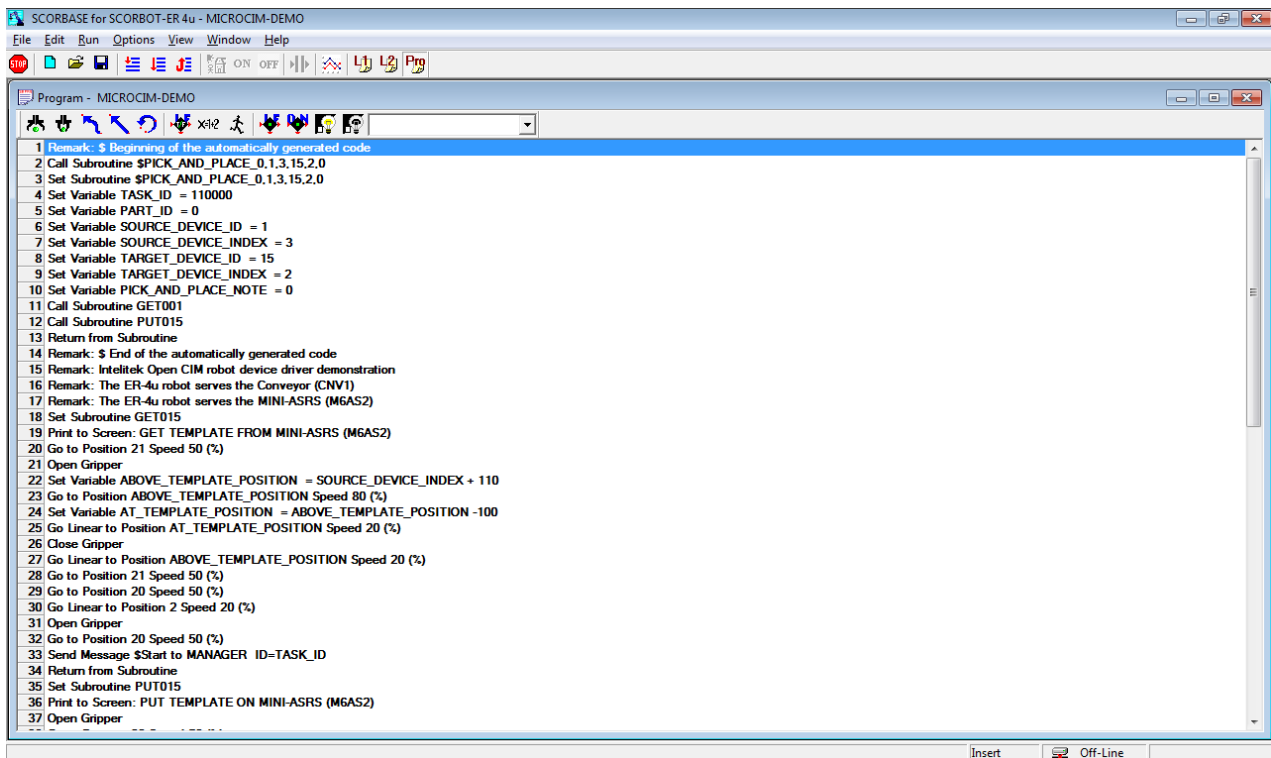 SCORBASE for SCORBOT-ER 4u - MICROCIM-DEMO
File Edit Run Options View Window Help
STOP ON OFF L1 L2 Prg
Program - MICROCIM-DEMO
1 Remark: $ Beginning of the automatically generated code
2 Call Subroutine $PICK_AND_PLACE_0,1,3,15,2,0
3 Set Subroutine $PICK_AND_PLACE_0,1,3,15,2,0
4 Set Variable TASK_ID = 110000
5 Set Variable PART_ID = 0
6 Set Variable SOURCE_DEVICE_ID = 1
7 Set Variable SOURCE_DEVICE_INDEX = 3
8 Set Variable TARGET_DEVICE_ID = 15
9 Set Variable TARGET_DEVICE_INDEX = 2
10 Set Variable PICK_AND_PLACE_NOTE = 0
11 Call Subroutine GET001
12 Call Subroutine PUT015
13 Return from Subroutine
14 Remark: $ End of the automatically generated code
15 Remark: Intelitek Open CIM robot device driver demonstration
16 Remark: The ER-4u robot serves the Conveyor (CNV1)
17 Remark: The ER-4u robot serves the MINI-ASRS (M6AS2)
18 Set Subroutine GET015
19 Print to Screen: GET TEMPLATE FROM MINI-ASRS (M6AS2)
20 Go to Position 21 Speed 50 (%)
21 Open Gripper
22 Set Variable ABOVE_TEMPLATE_POSITION = SOURCE_DEVICE_INDEX + 110
23 Go to Position ABOVE_TEMPLATE_POSITION Speed 80 (%)
24 Set Variable AT_TEMPLATE_POSITION = ABOVE_TEMPLATE_POSITION -100
25 Go Linear to Position AT_TEMPLATE_POSITION Speed 20 (%)
26 Close Gripper
27 Go Linear to Position ABOVE_TEMPLATE_POSITION Speed 20 (%)
28 Go to Position 21 Speed 50 (%)
29 Go to Position 20 Speed 50 (%)
30 Go Linear to Position 2 Speed 20 (%)
31 Open Gripper
32 Go to Position 20 Speed 50 (%)
33 Send Message $Start to MANAGER ID=TASK_ID
34 Return from Subroutine
35 Set Subroutine PUT015
36 Print to Screen: PUT TEMPLATE ON MINI-ASRS (M6AS2)
37 Open Gripper
Insert Off-Line